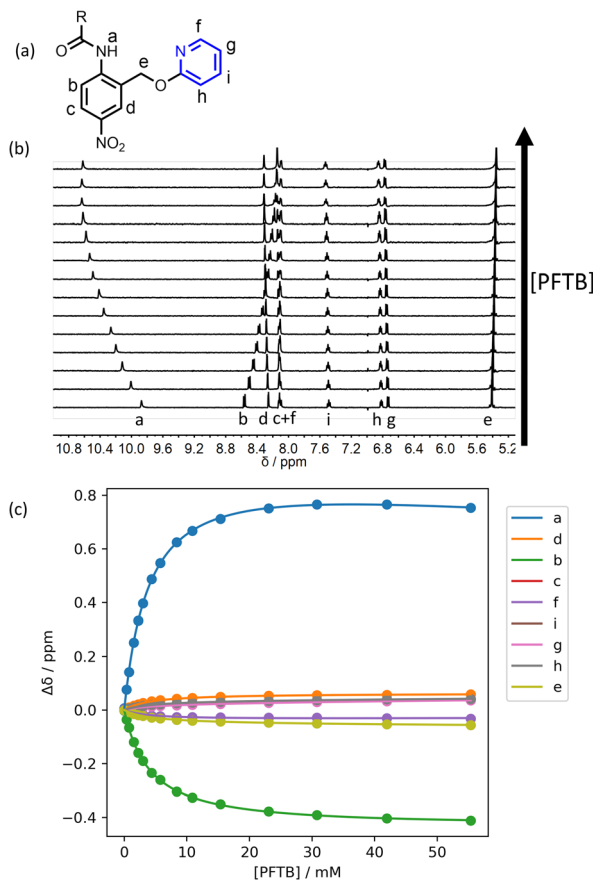 (a)
R
O
NH
a
e
f
N
g
b
O
i
c
d
h
NO2
(b)
[PFTB]
a b d c+f i h g e
10.8 10.4 10.0 9.6 9.2 8.8 8.4 8.0 7.6 7.2 6.8 6.4 6.0 5.6 5.2
δ / ppm
(c)
0.8
0.6
0.4
0.2
0.0
−0.2
−0.4
Δδ / ppm
0 10 20 30 40 50
[PFTB] / mM
a
d
b
c
f
i
g
h
e